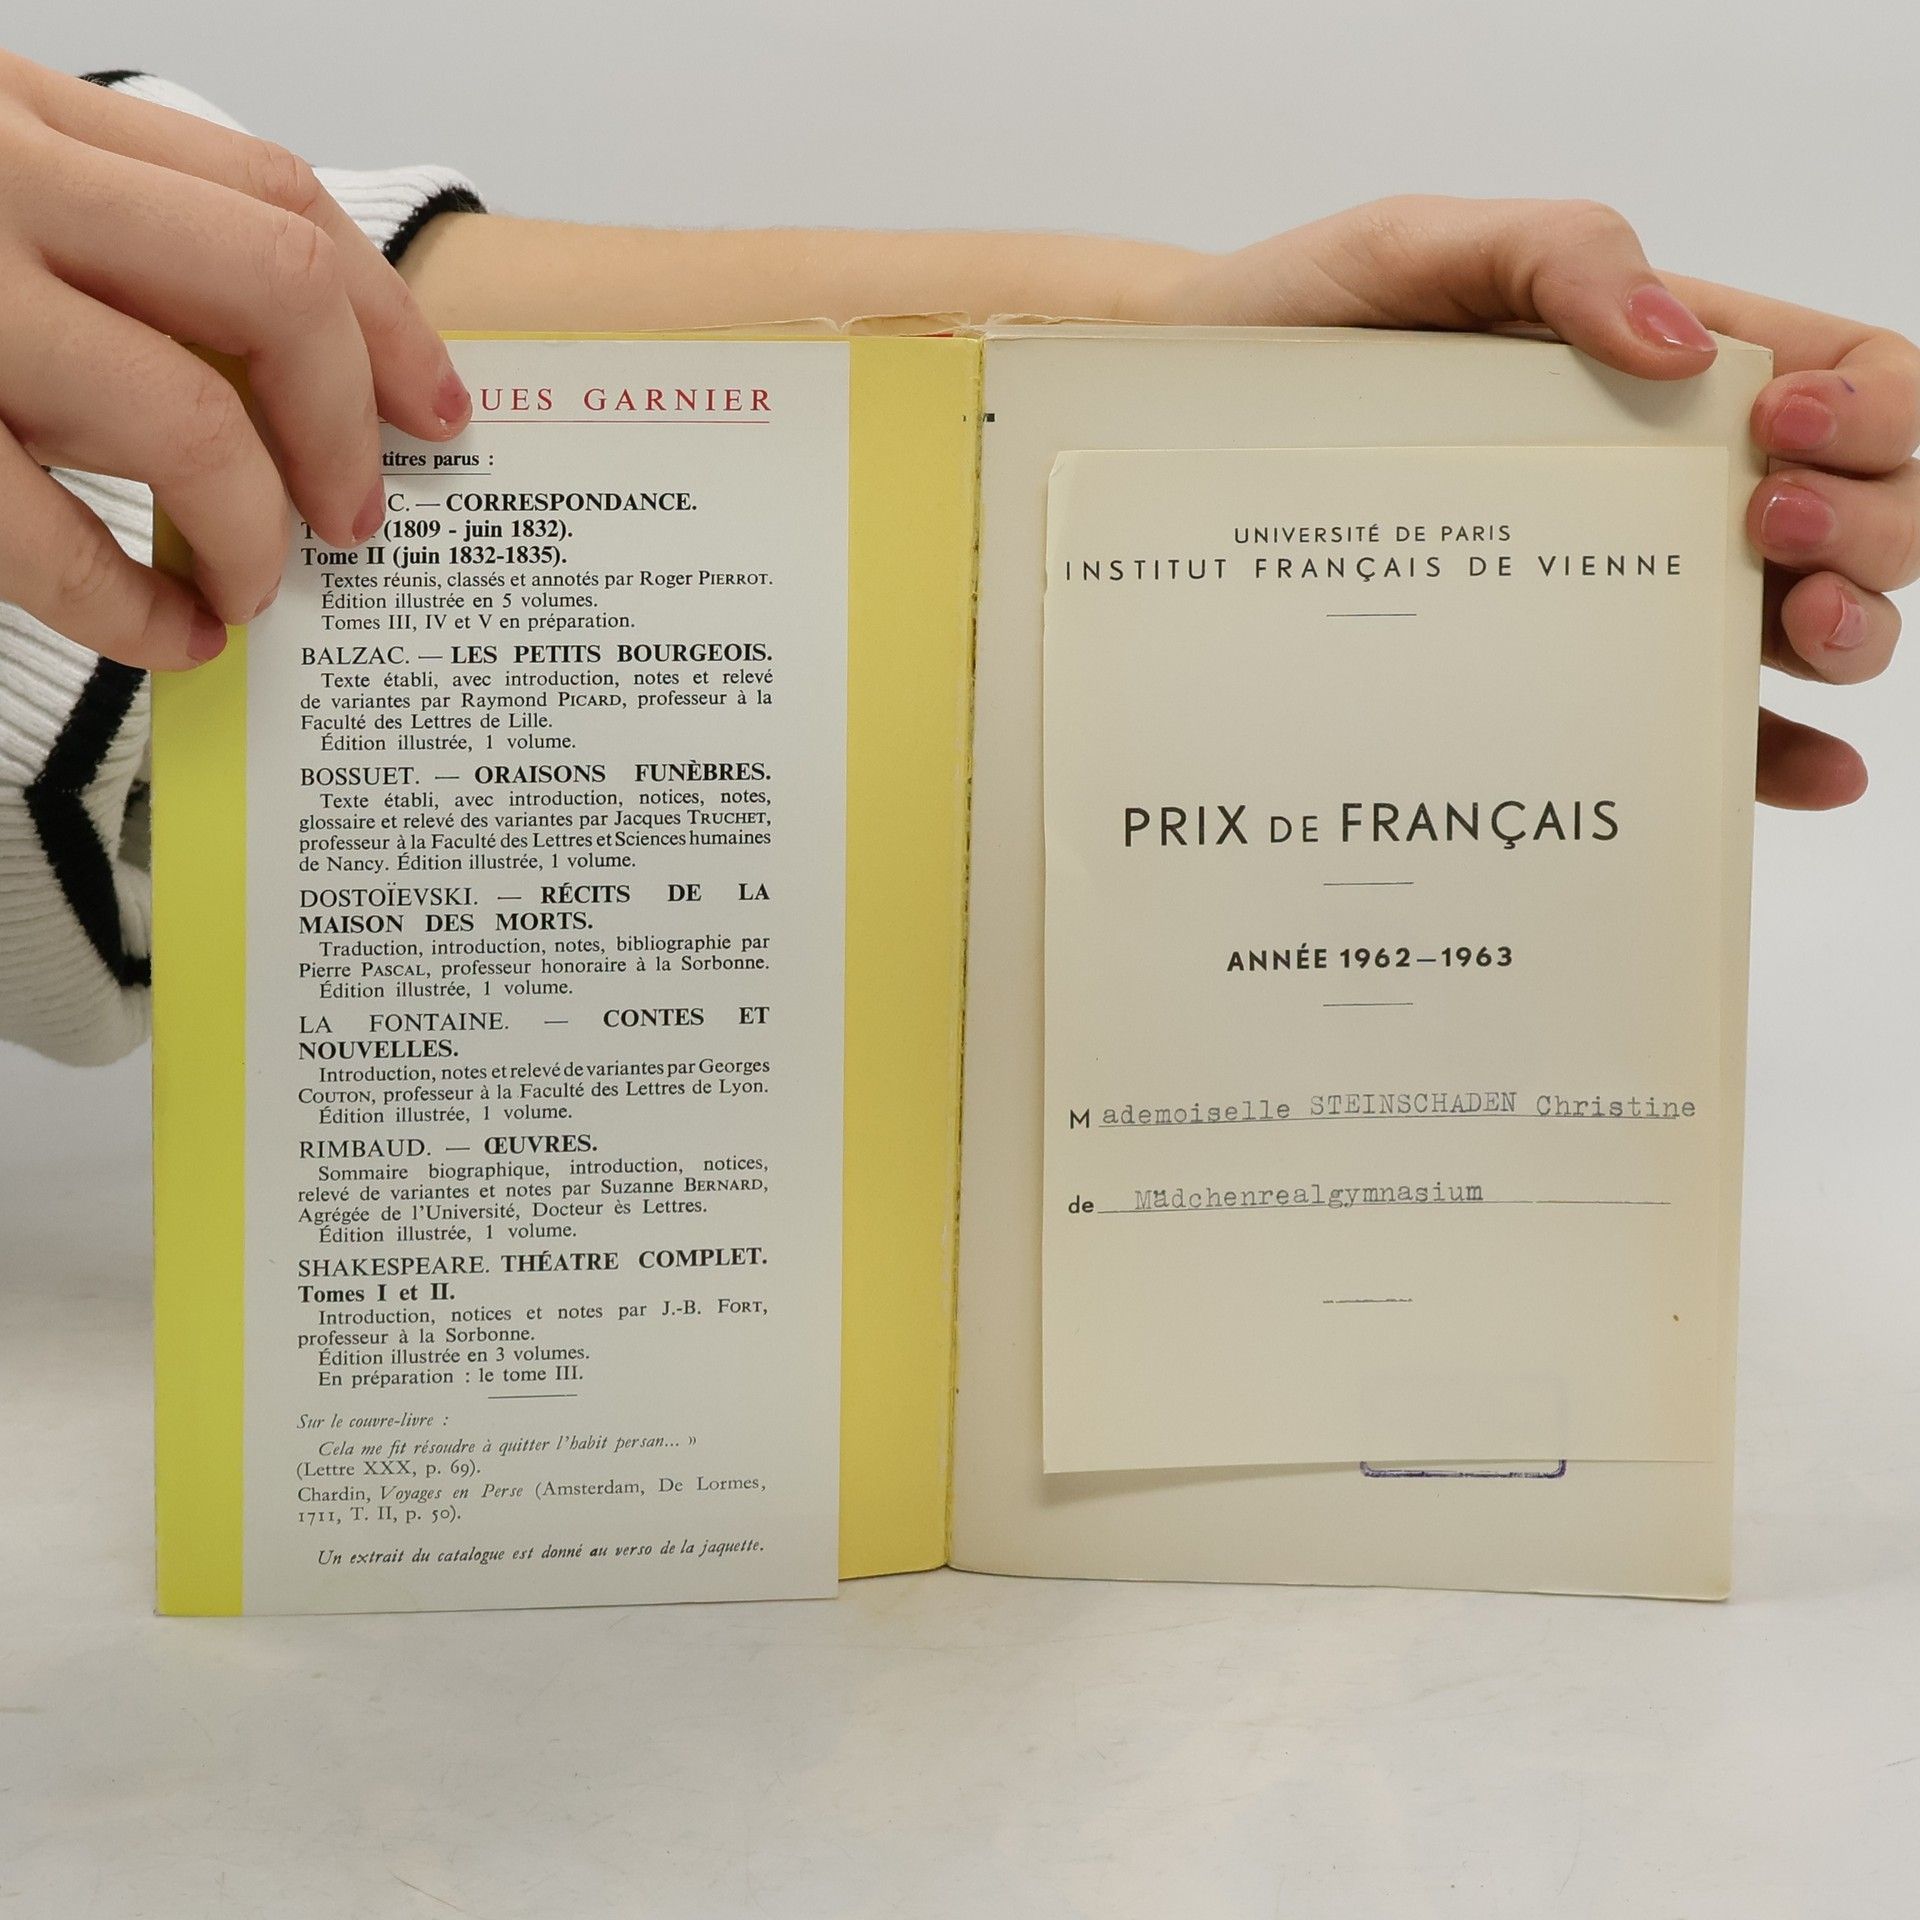 UES GARNIER
titres parus :
C. — CORRESPONDANCE.
(1809 - juin 1832).
Tome II (juin 1832-1835).
Textes réunis, classés et annotés par Roger PIERROT.
Édition illustrée en 5 volumes.
Tomes III, IV et V en préparation.
BALZAC. — LES PETITS BOURGEOIS.
Texte établi, avec introduction, notes et relevé
de variantes par Raymond PICARD, professeur à la
Faculté des Lettres de Lille.
Édition illustrée, 1 volume.
BOSSUET. — ORAISONS FUNÈBRES.
Texte établi, avec introduction, notices, notes,
glossaire et relevé des variantes par Jacques TRUCHET,
professeur à la Faculté des Lettres et Sciences humaines
de Nancy. Édition illustrée, 1 volume.
DOSTOÏEVSKI. — RÉCITS DE LA
MAISON DES MORTS.
Traduction, introduction, notes, bibliographie par
Pierre PASCAL, professeur honoraire à la Sorbonne.
Édition illustrée, 1 volume.
LA FONTAINE. — CONTES ET
NOUVELLES.
Introduction, notes et relevé de variantes par Georges
COUTON, professeur à la Faculté des Lettres de Lyon.
Édition illustrée, 1 volume.
RIMBAUD. — ŒUVRES.
Sommaire biographique, introduction, notices,
relevé de variantes et notes par Suzanne BERNARD,
Agrégée de l'Université, Docteur ès Lettres.
Édition illustrée, 1 volume.
SHAKESPEARE. THÉATRE COMPLET.
Tomes I et II.
Introduction, notices et notes par J.-B. FORT,
professeur à la Sorbonne.
Édition illustrée en 3 volumes.
En préparation : le tome III.
Sur le couvre-livre :
Cela me fit résoudre à quitter l'habit persan... »
(Lettre XXX, p. 69).
Chardin, Voyages en Perse (Amsterdam, De Lormes,
1711, T. II, p. 50).
Un extrait du catalogue est donné au verso de la jaquette.
UNIVERSITÉ DE PARIS
INSTITUT FRANÇAIS DE VIENNE
PRIX DE FRANÇAIS
ANNÉE 1962—1963
Mademoiselle STEINSCHADEN Christine
de Mädchenrealgymnasium